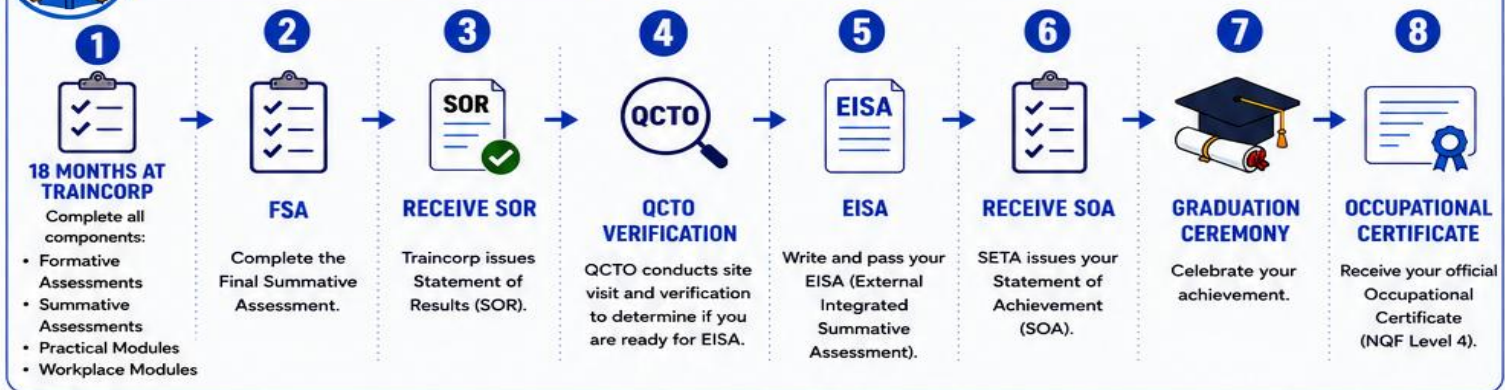 1
18 MONTHS AT
TRAINCORP
Complete all
components:
• Formative
Assessments
• Summative
Assessments
• Practical Modules
• Workplace Modules
2
FSA
Complete the
Final Summative
Assessment.
3
SOR
RECEIVE SOR
Traincorp issues
Statement of
Results (SOR).
4
QCTO
QCTO
VERIFICATION
QCTO conducts site
visit and verification
to determine if you
are ready for EISA.
5
EISA
EISA
Write and pass your
EISA (External
Integrated
Summative
Assessment).
6
RECEIVE SOA
SETA issues your
Statement of
Achievement
(SOA).
7
GRADUATION
CEREMONY
Celebrate your
achievement.
8
OCCUPATIONAL
CERTIFICATE
Receive your official
Occupational
Certificate
(NQF Level 4).